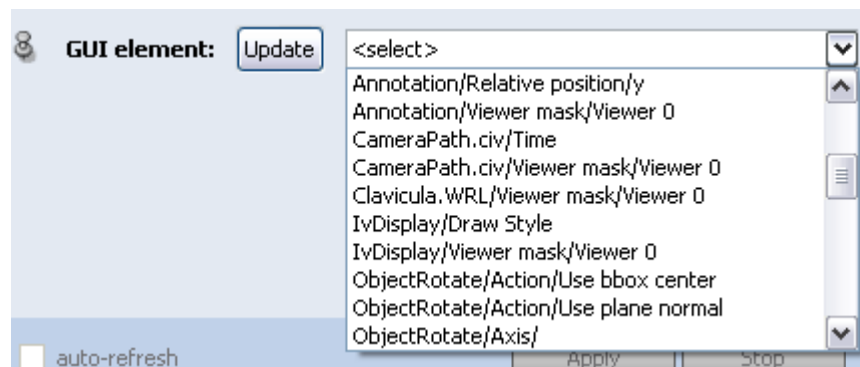 GUI element: Update <select>
Annotation/Relative position/y
Annotation/Viewer mask/Viewer 0
CameraPath.civ/Time
CameraPath.civ/Viewer mask/Viewer 0
Clavicula.WRL/Viewer mask/Viewer 0
IvDisplay/Draw Style
IvDisplay/Viewer mask/Viewer 0
ObjectRotate/Action/Use bbox center
ObjectRotate/Action/Use plane normal
ObjectRotate/Axis/
auto-refresh Apply Stop